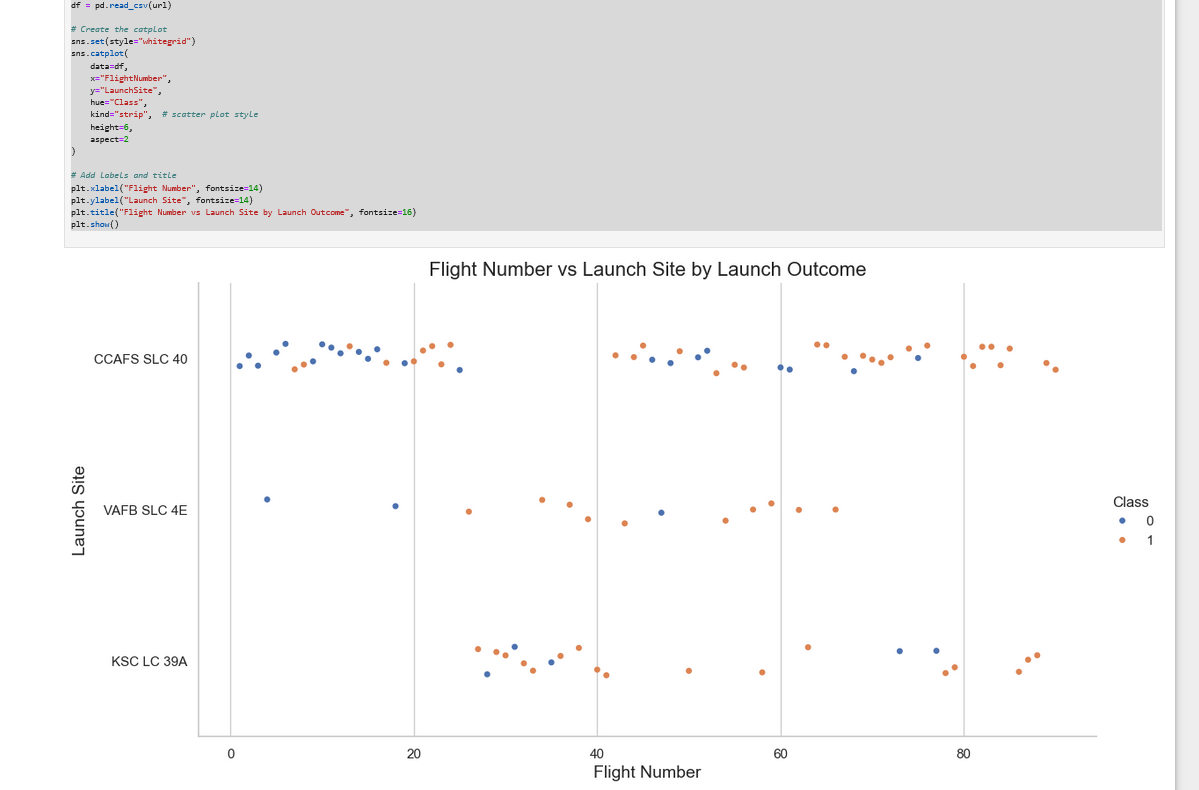 df = pd.read_csv(url)
# Create the catplot
sns.set(style="whitegrid")
sns.catplot(
data=df,
x="FlightNumber",
y="LaunchSite",
hue="Class",
kind="strip",  # scatter plot style
height=6,
aspect=2
)
# Add labels and title
plt.xlabel("Flight Number", fontsize=14)
plt.ylabel("Launch Site", fontsize=14)
plt.title("Flight Number vs Launch Site by Launch Outcome", fontsize=16)
plt.show()
Flight Number vs Launch Site by Launch Outcome
CCAFS SLC 40
VAFB SLC 4E
KSC LC 39A
Launch Site
0 20 40 60 80
Flight Number
Class
0
1